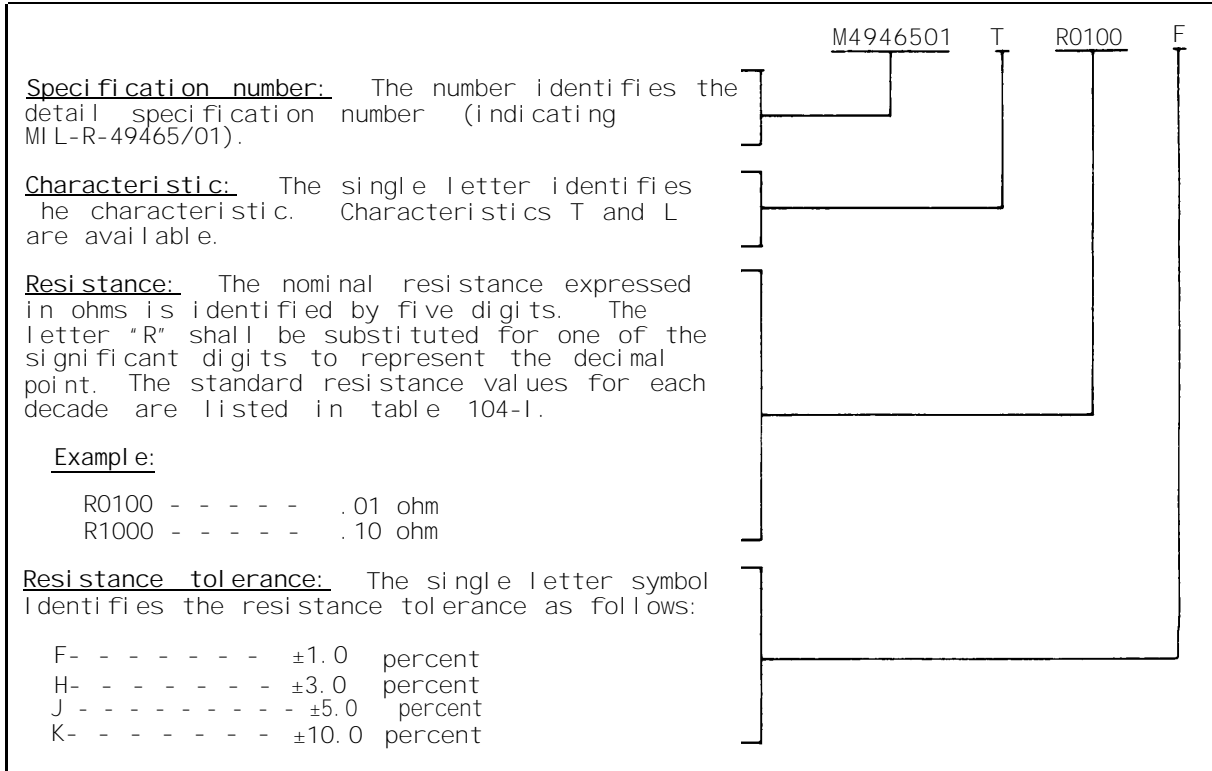 M4946501 T R0100 F
Specification number: The number identifies the
detail specification number (indicating
MIL-R-49465/01).
Characteristic: The single letter identifies
he characteristic. Characteristics T and L
are available.
Resistance: The nominal resistance expressed
in ohms is identified by five digits. The
letter "R" shall be substituted for one of the
significant digits to represent the decimal
point. The standard resistance values for each
decade are listed in table 104-I.
Example:
R0100 - - - - - .01 ohm
R1000 - - - - - .10 ohm
Resistance tolerance: The single letter symbol
Identifies the resistance tolerance as follows:
F- - - - - - - ±1.0 percent
H- - - - - - - ±3.0 percent
J - - - - - - - - - ±5.0 percent
K- - - - - - - ±10.0 percent